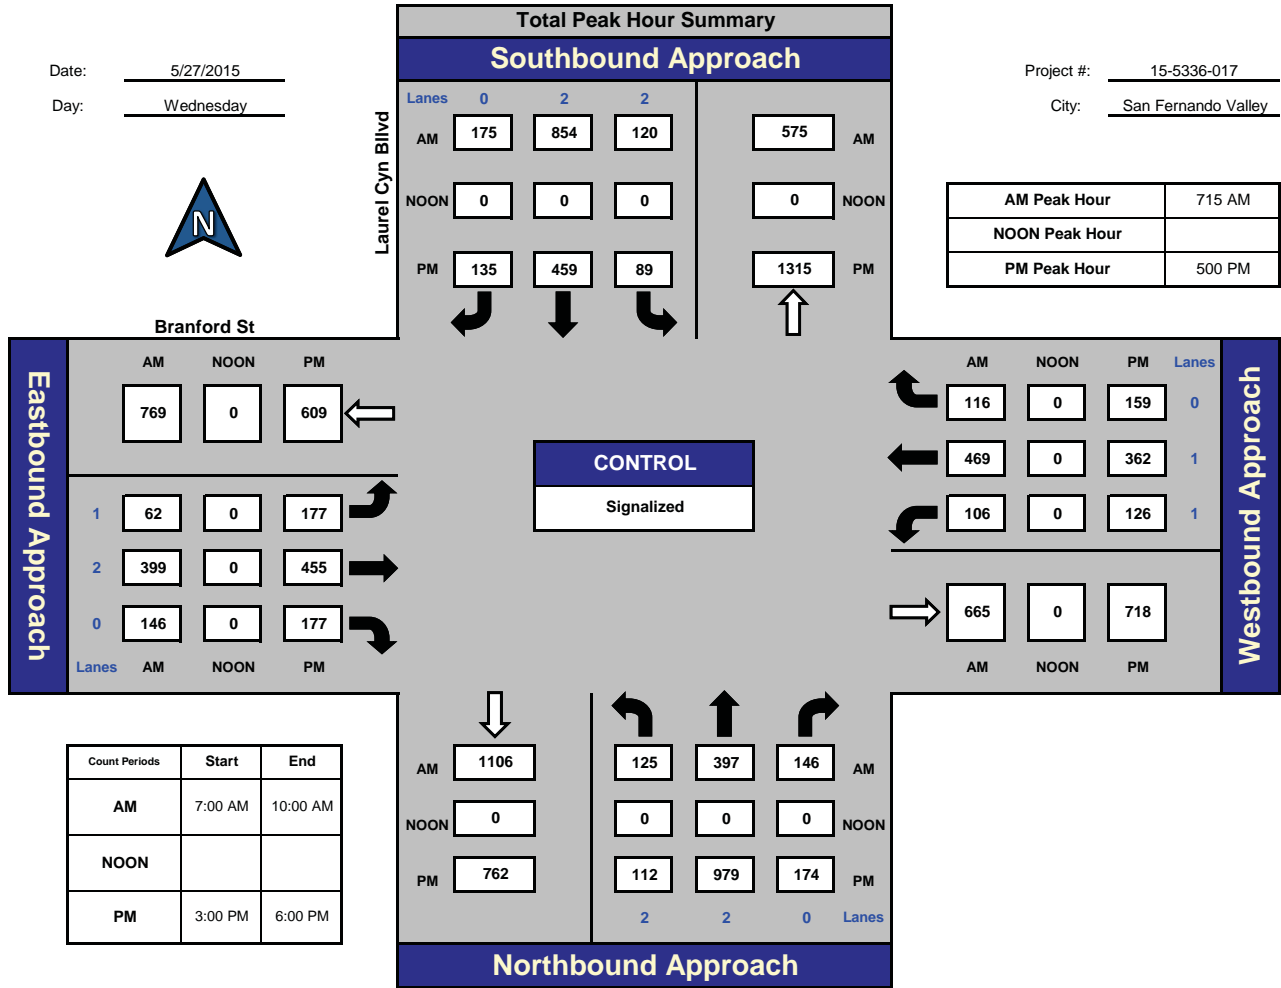 Total Peak Hour Summary
Southbound Approach
Date: 5/27/2015
Day: Wednesday
Project #: 15-5336-017
City: San Fernando Valley
Laurel Cyn Bllvd
Lanes 0 2 2
AM 175 854 120 575 AM
NOON 0 0 0 0 NOON
PM 135 459 89 1315 PM
N
AM Peak Hour 715 AM
NOON Peak Hour
PM Peak Hour 500 PM
Branford St
Eastbound Approach
AM NOON PM
769 0 609
1 62 0 177
2 399 0 455
0 146 0 177
Lanes AM NOON PM
CONTROL
Signalized
AM NOON PM Lanes
116 0 159 0
469 0 362 1
106 0 126 1
665 0 718
AM NOON PM
Westbound Approach
Count Periods Start End
AM 7:00 AM 10:00 AM
NOON
PM 3:00 PM 6:00 PM
AM 1106 125 397 146 AM
NOON 0 0 0 0 NOON
PM 762 112 979 174 PM
2 2 0 Lanes
Northbound Approach